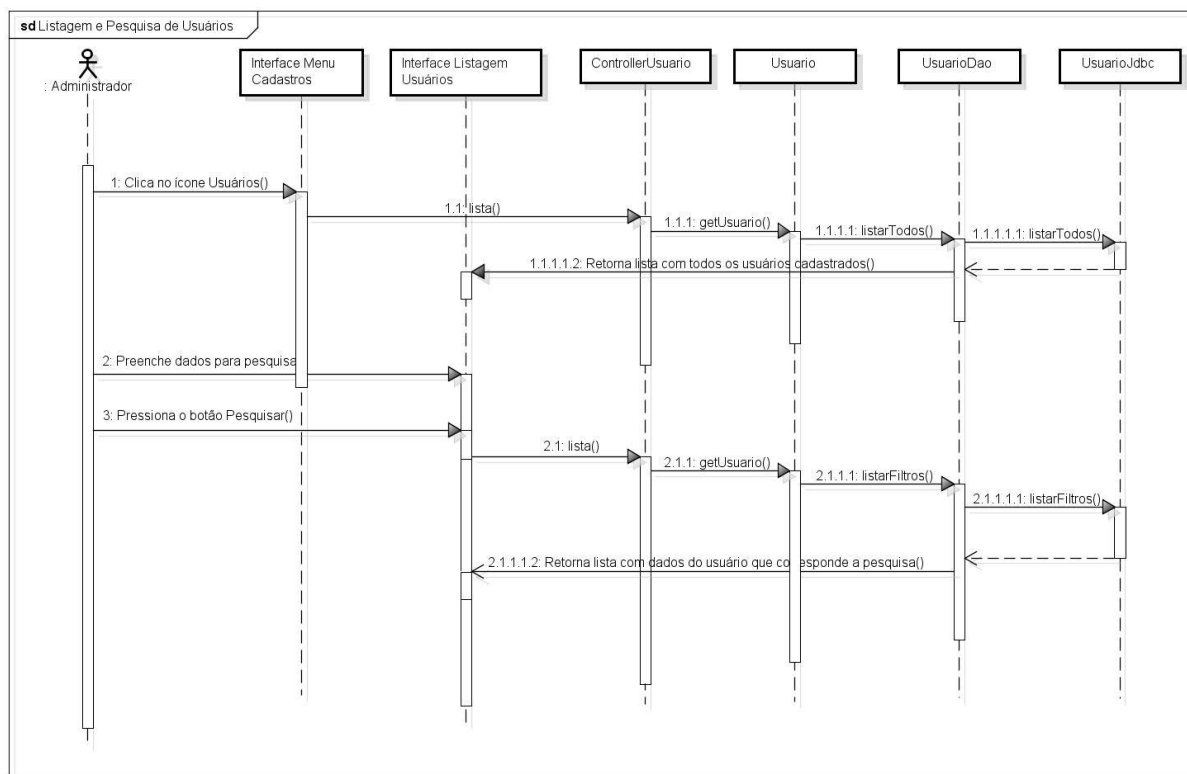 sd Listagem e Pesquisa de Usuários
: Administrador
Interface Menu
Cadastros
Interface Listagem
Usuários
ControllerUsuario
Usuario
UsuarioDao
UsuarioJdbc
1: Clica no ícone Usuários()
1.1: lista()
1.1.1: getUsuario()
1.1.1.1: listarTodos()
1.1.1.1.1: listarTodos()
1.1.1.1.2: Retorna lista com todos os usuários cadastrados()
2: Preenche dados para pesquisa
3: Pressiona o botão Pesquisar()
2.1: lista()
2.1.1: getUsuario()
2.1.1.1: listarFiltros()
2.1.1.1.1: listarFiltros()
2.1.1.1.2: Retorna lista com dados do usuário que corresponde a pesquisa()